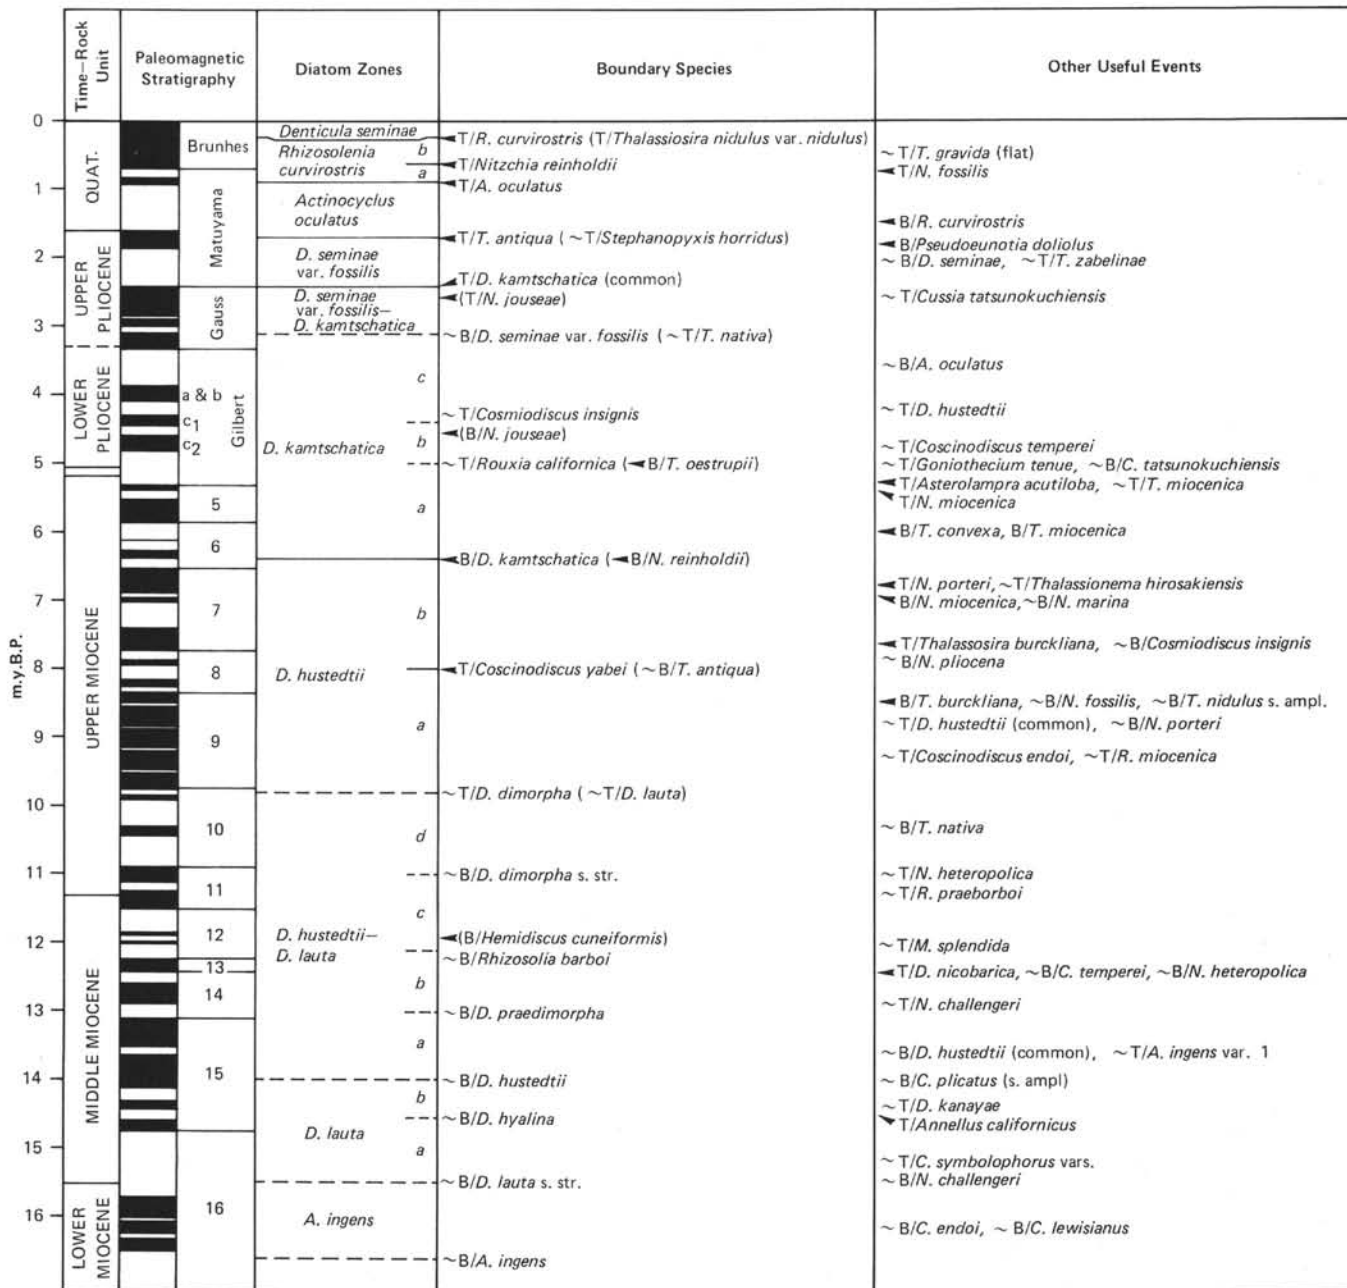 Time–Rock Unit
Paleomagnetic Stratigraphy
Diatom Zones
Boundary Species
Other Useful Events
m.y.B.P.
0
1
2
3
4
5
6
7
8
9
10
11
12
13
14
15
16
QUAT.
UPPER PLIOCENE
LOWER PLIOCENE
UPPER MIOCENE
MIDDLE MIOCENE
LOWER MIOCENE
Brunhes
Matuyama
Gauss
Gilbert
a & b
c1
c2
5
6
7
8
9
10
11
12
13
14
15
16
Denticula seminae
Rhizosolenia
curvirostris
b
a
Actinocyclus
oculatus
D. seminae
var. fossilis
D. seminae
var. fossilis–
D. kamtschatica
D. kamtschatica
c
b
a
D. hustedtii
b
a
D. hustedtii–
D. lauta
d
c
b
a
D. lauta
b
a
A. ingens
T/R. curvirostris (T/Thalassiosira nidulus var. nidulus)
T/Nitzchia reinholdii
T/A. oculatus
T/T. antiqua (~T/Stephanopyxis horridus)
T/D. kamtschatica (common)
(T/N. jouseae)
~ B/D. seminae var. fossilis (~ T/T. nativa)
~ T/Cosmiodiscus insignis
(B/N. jouseae)
~ T/Rouxia californica (◄B/T. oestrupii)
B/D. kamtschatica (◄B/N. reinholdii)
T/Coscinodiscus yabei (~ B/T. antiqua)
~ T/D. dimorpha (~T/D. lauta)
~ B/D. dimorpha s. str.
(B/Hemidiscus cuneiformis)
~ B/Rhizosolia barboi
~ B/D. praedimorpha
~ B/D. hustedtii
~ B/D. hyalina
~ B/D. lauta s. str.
~ B/A. ingens
~ T/T. gravida (flat)
T/N. fossilis
B/R. curvirostris
B/Pseudoeunotia doliolus
~ B/D. seminae, ~T/T. zabelinae
~ T/Cussia tatsunokuchiensis
~ B/A. oculatus
~ T/D. hustedtii
~ T/Coscinodiscus temperei
~ T/Goniothecium tenue, ~B/C. tatsunokuchiensis
T/Asterolampra acutiloba, ~T/T. miocenica
T/N. miocenica
B/T. convexa, B/T. miocenica
T/N. porteri, ~T/Thalassionema hirosakiensis
B/N. miocenica, ~B/N. marina
T/Thalassosira burckliana, ~B/Cosmiodiscus insignis
~ B/N. pliocena
B/T. burckliana, ~B/N. fossilis, ~B/T. nidulus s. ampl.
~ T/D. hustedtii (common), ~B/N. porteri
~ T/Coscinodiscus endoi, ~T/R. miocenica
~ B/T. nativa
~ T/N. heteropolica
~ T/R. praeborboi
~ T/M. splendida
T/D. nicobarica, ~B/C. temperei, ~B/N. heteropolica
~ T/N. challengeri
~ B/D. hustedtii (common), ~T/A. ingens var. 1
~ B/C. plicatus (s. ampl)
~ T/D. kanayae
T/Annellus californicus
~ T/C. symbolophorus vars.
~ B/N. challengeri
~ B/C. endoi, ~ B/C. lewisianus